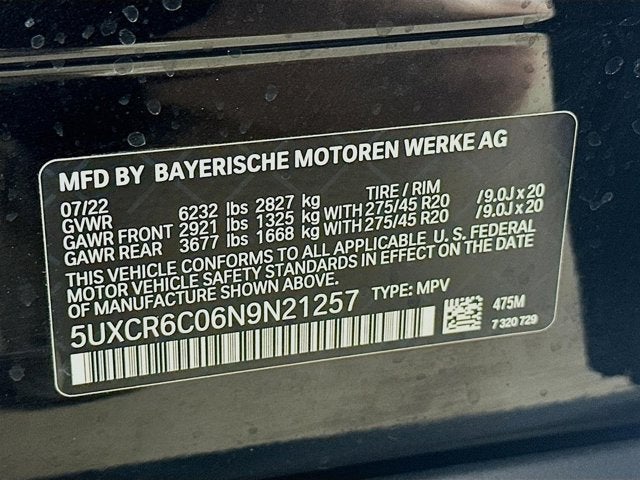 MFD BY BAYERISCHE MOTOREN WERKE AG
07/22
GVWR 6232 lbs 2827 kg TIRE / RIM
GAWR FRONT 2921 lbs 1325 kg WITH 275/45 R20 /9.0J x 20
GAWR REAR 3677 lbs 1668 kg WITH 275/45 R20 /9.0J x 20
THIS VEHICLE CONFORMS TO ALL APPLICABLE U. S. FEDERAL
MOTOR VEHICLE SAFETY STANDARDS IN EFFECT ON THE DATE
OF MANUFACTURE SHOWN ABOVE.
5UXCR6C06N9N21257 TYPE: MPV
475M
7 320 729